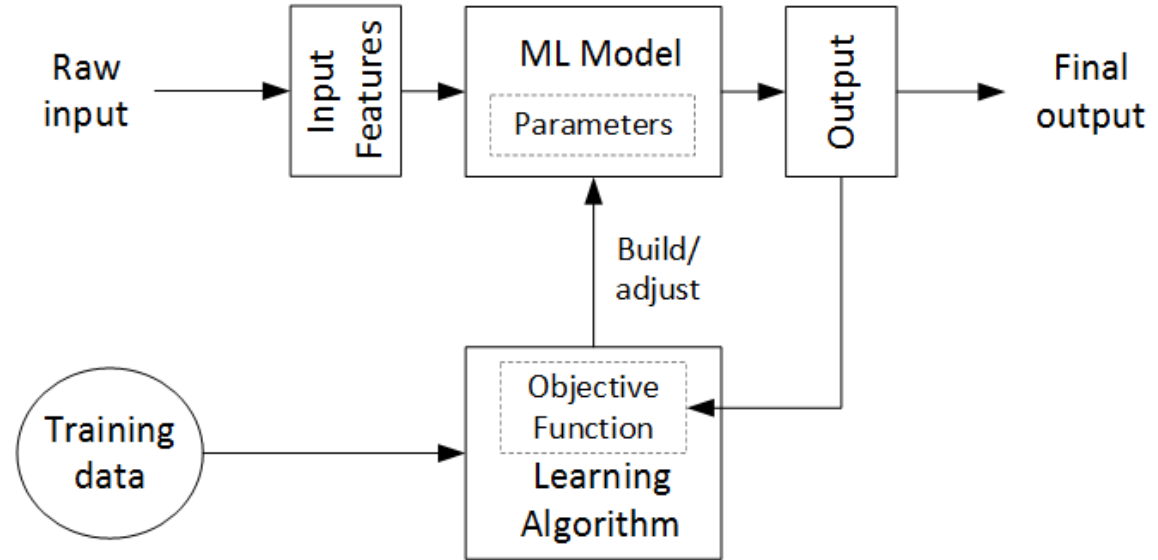 Raw
input
Input
Features
ML Model
Parameters
Output
Final
output
Build/
adjust
Training
data
Objective
Function
Learning
Algorithm